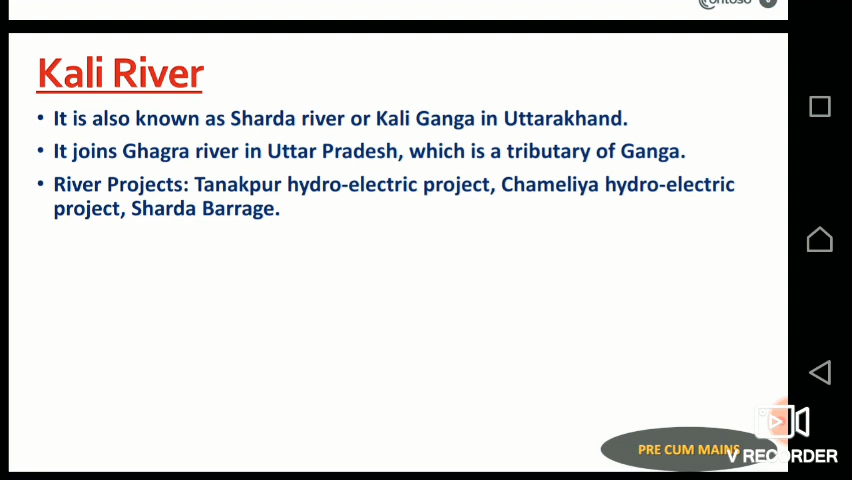 Kali River
• It is also known as Sharda river or Kali Ganga in Uttarakhand.
• It joins Ghagra river in Uttar Pradesh, which is a tributary of Ganga.
• River Projects: Tanakpur hydro-electric project, Chameliya hydro-electric
project, Sharda Barrage.
PRE CUM MAINS
V RECORDER